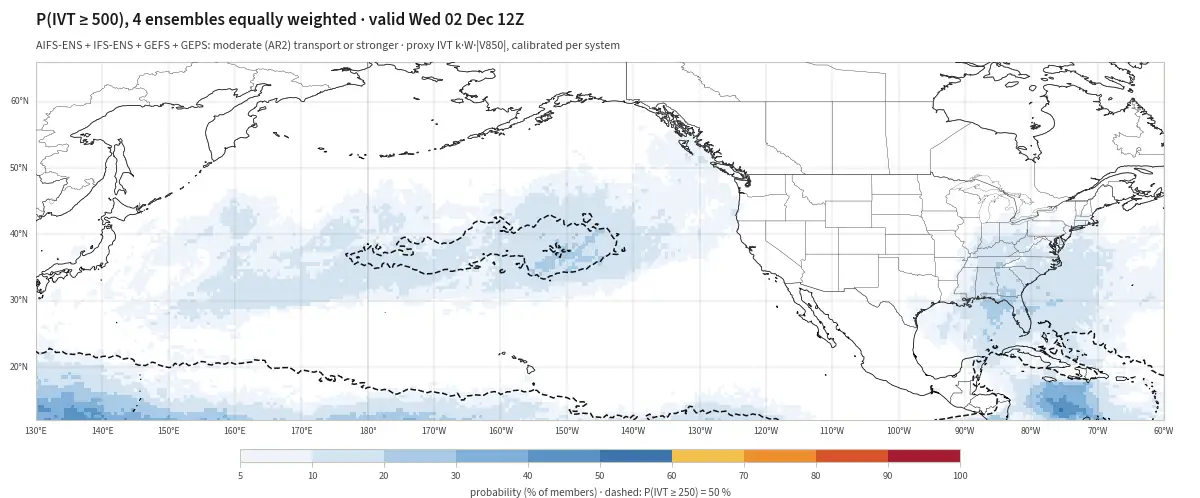 P(IVT ≥ 500), 4 ensembles equally weighted · valid Wed 02 Dec 12Z
AIFS-ENS + IFS-ENS + GEFS + GEPS: moderate (AR2) transport or stronger · proxy IVT k·W·|V850|, calibrated per system
60°N
50°N
40°N
30°N
20°N
130°E 140°E 150°E 160°E 170°E 180° 170°W 160°W 150°W 140°W 130°W 120°W 110°W 100°W 90°W 80°W 70°W 60°W
5 10 20 30 40 50 60 70 80 90 100
probability (% of members) · dashed: P(IVT ≥ 250) = 50 %